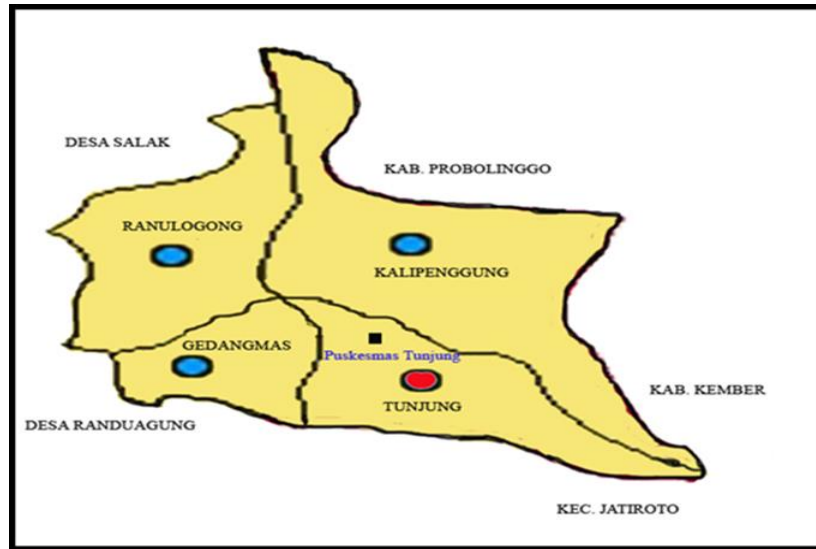 DESA SALAK
KAB. PROBOLINGGO
RANULOGONG
KALIPENGGUNG
GEDANGMAS
Puskesmas Tunjung
KAB. KEMBER
TUNJUNG
DESA RANDUAGUNG
KEC. JATIROTO